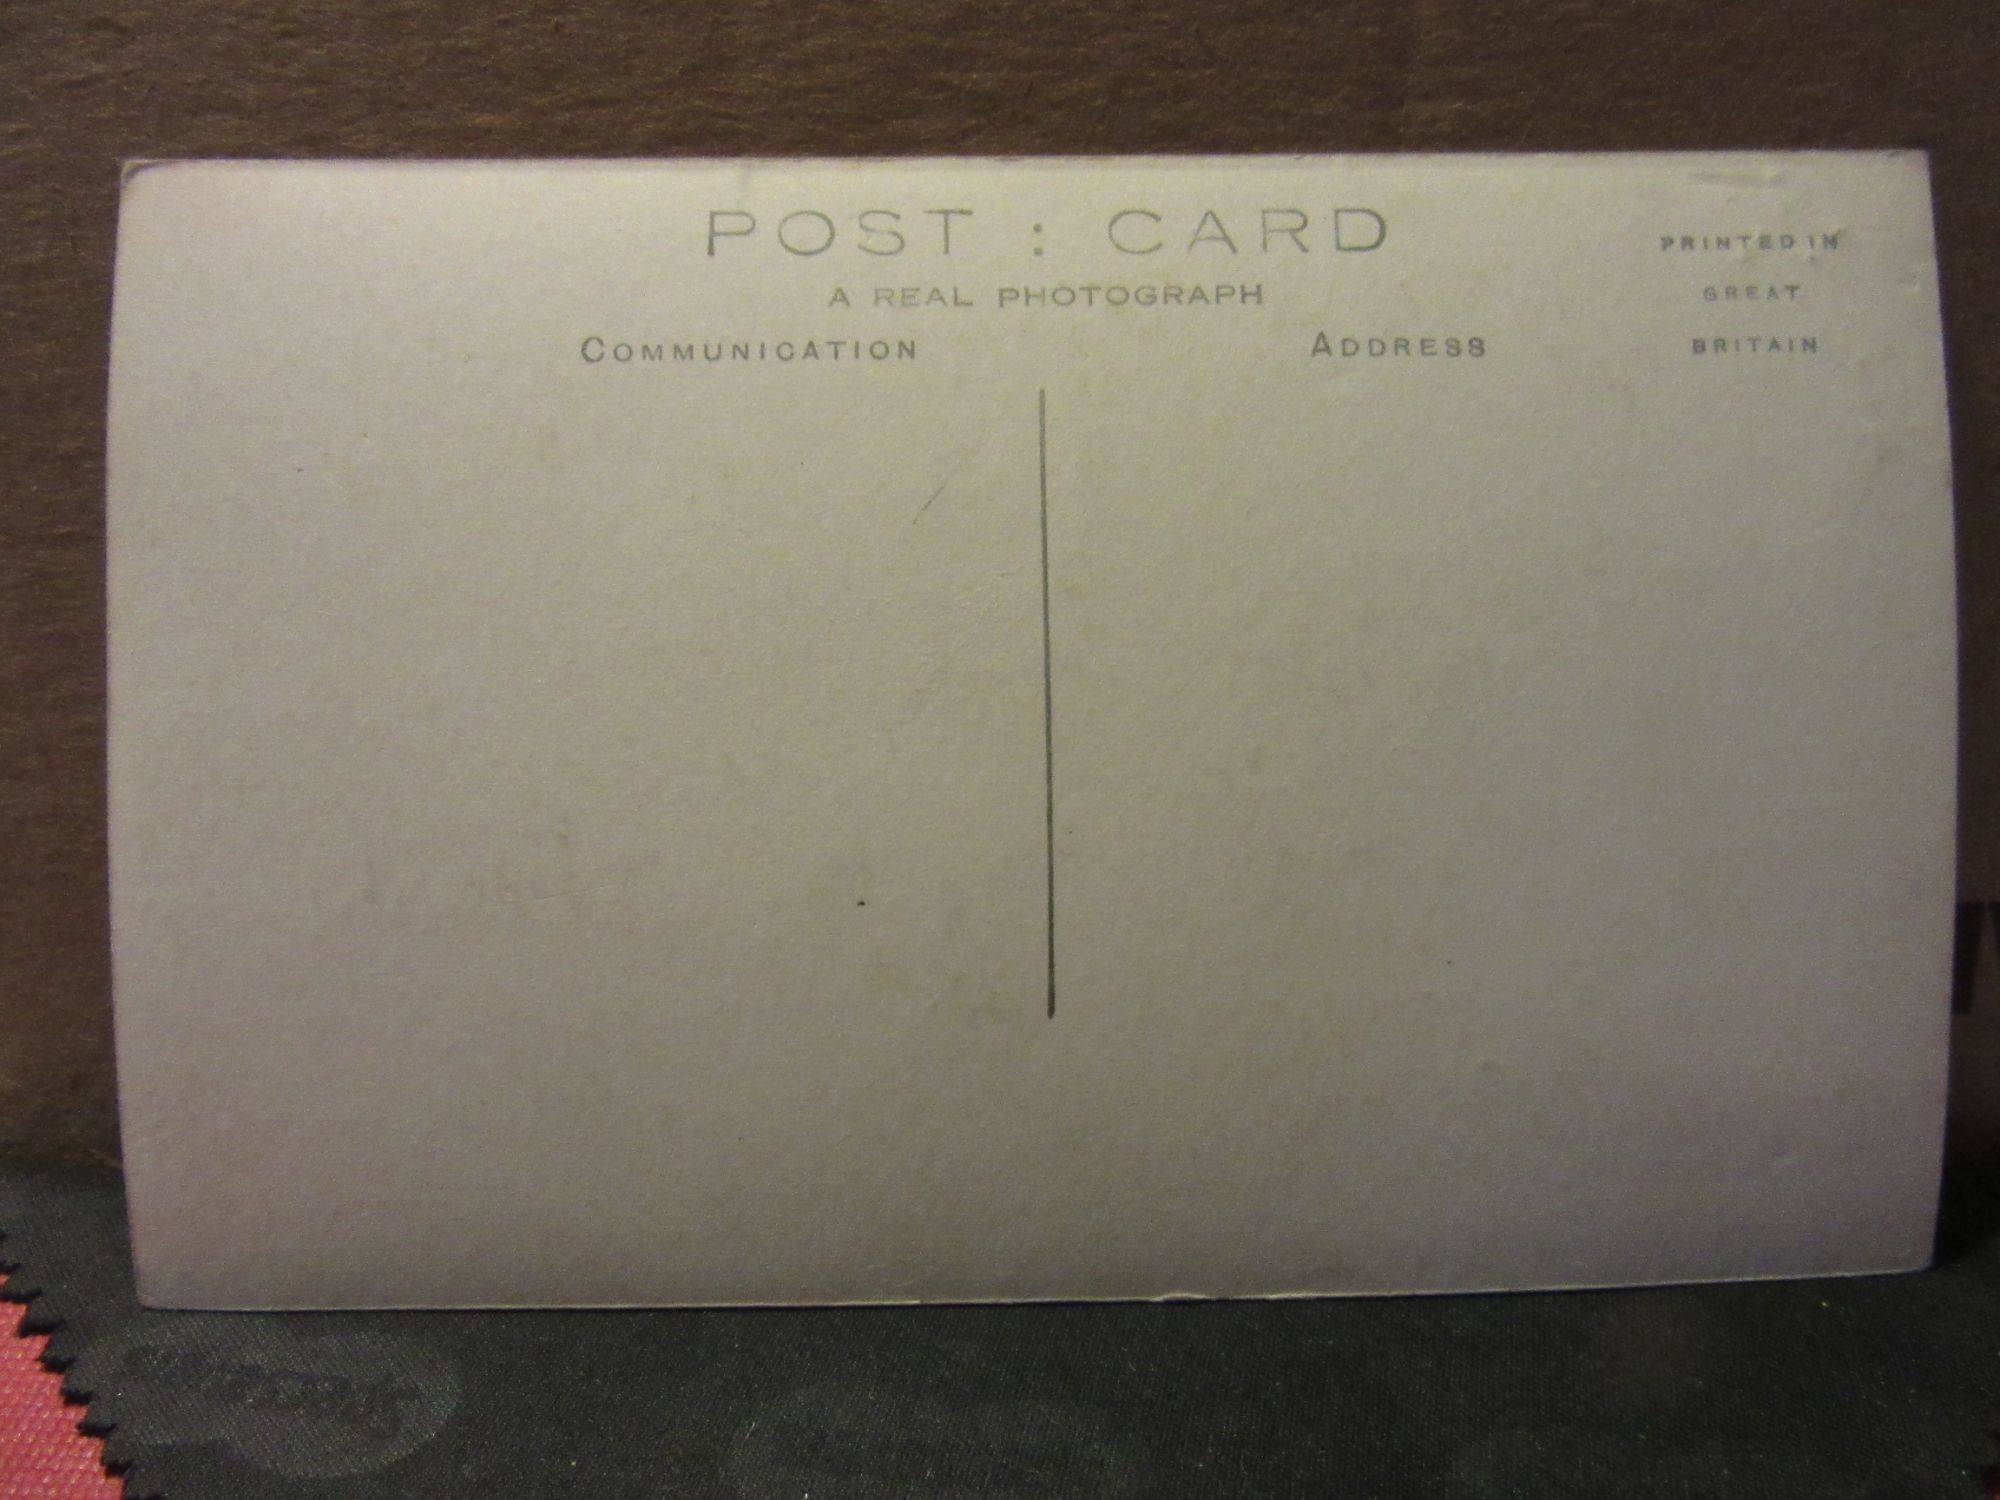 POST : CARD
A REAL PHOTOGRAPH
COMMUNICATION
ADDRESS
PRINTED IN
GREAT
BRITAIN